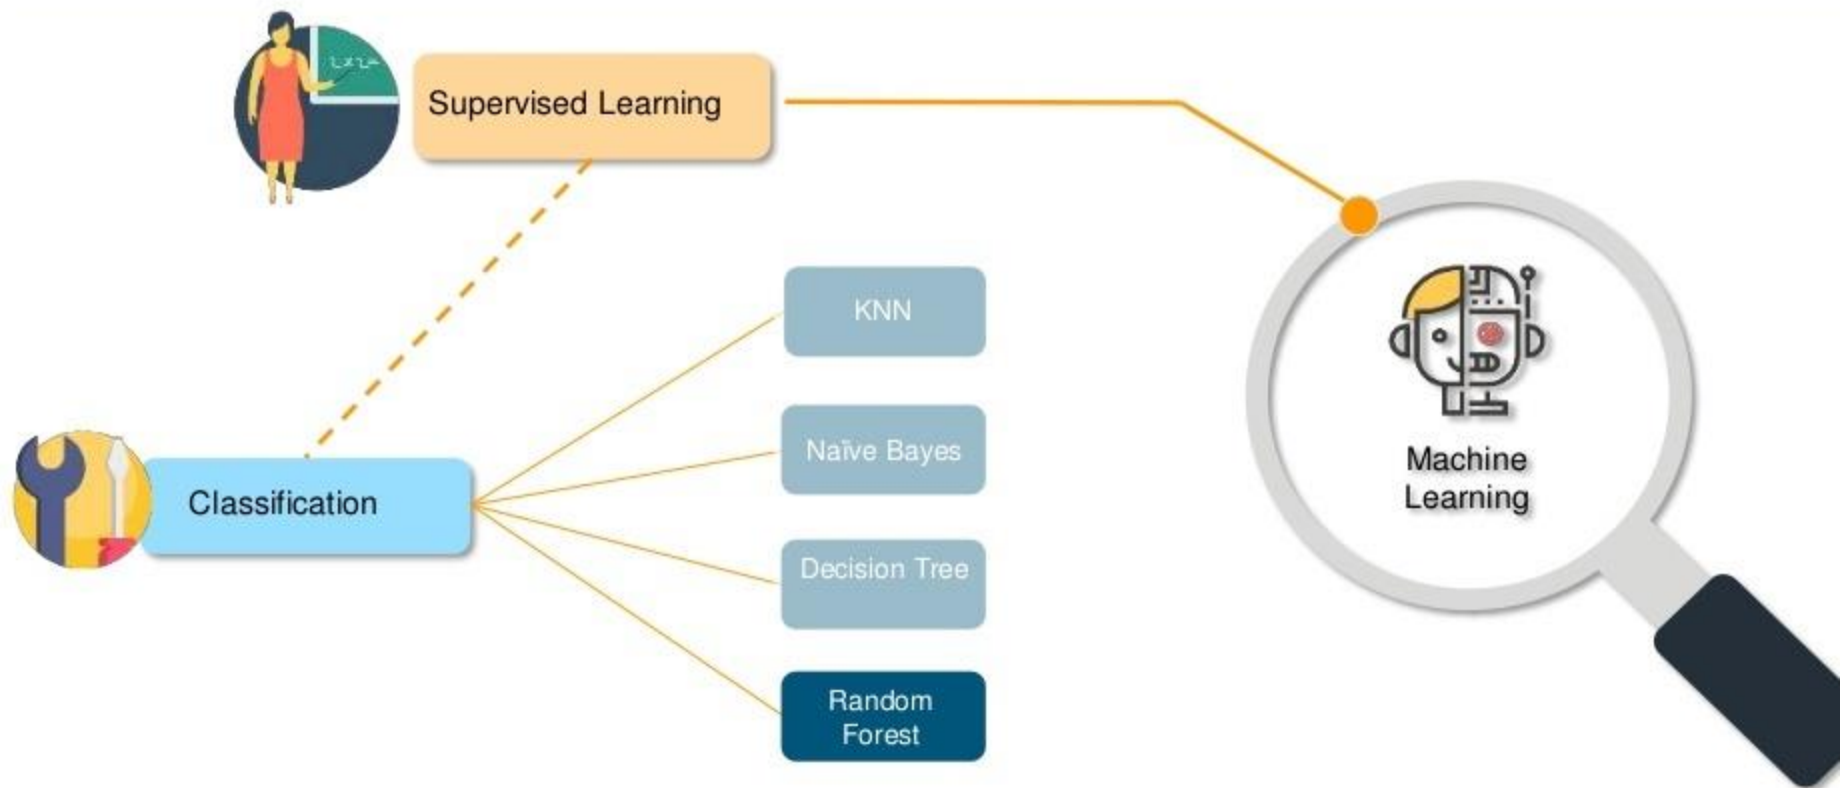 Supervised Learning
KNN
Naïve Bayes
Classification
Decision Tree
Random
Forest
Machine
Learning